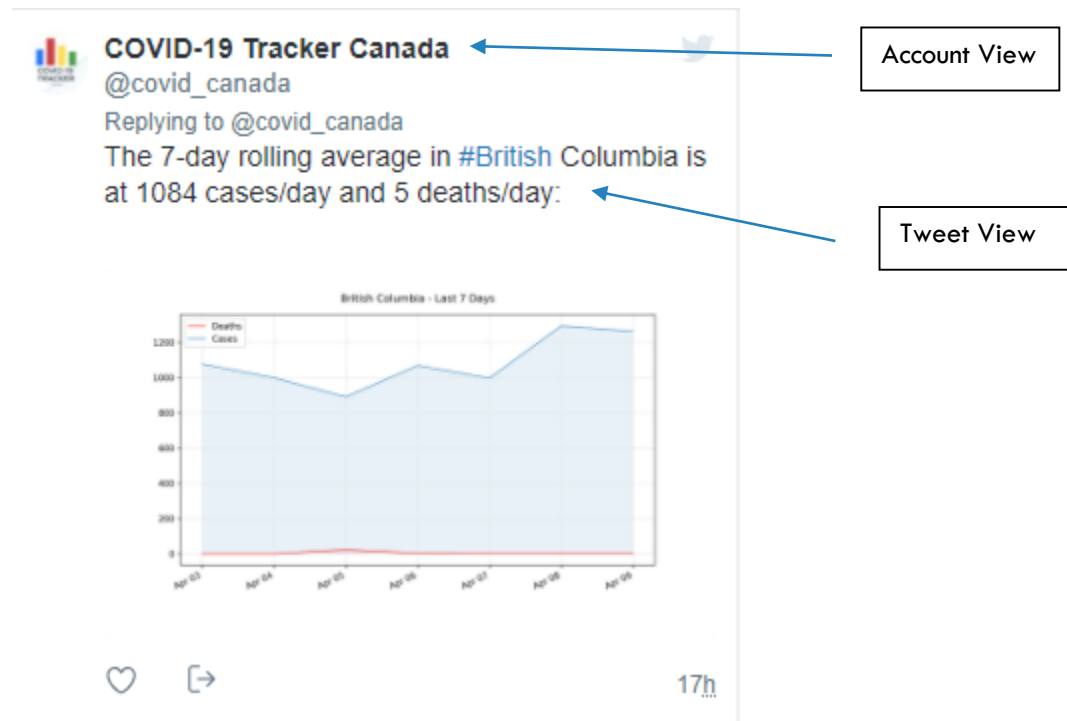 COVID-19 Tracker Canada
Account View
@covid_canada
COVID-19
TRACKER
Replying to @covid_canada
The 7-day rolling average in #British Columbia is
at 1084 cases/day and 5 deaths/day:
Tweet View
British Columbia - Last 7 Days
Deaths
Cases
1200
1000
800
600
400
200
0
Apr 03 Apr 04 Apr 05 Apr 06 Apr 07 Apr 08 Apr 09
17h